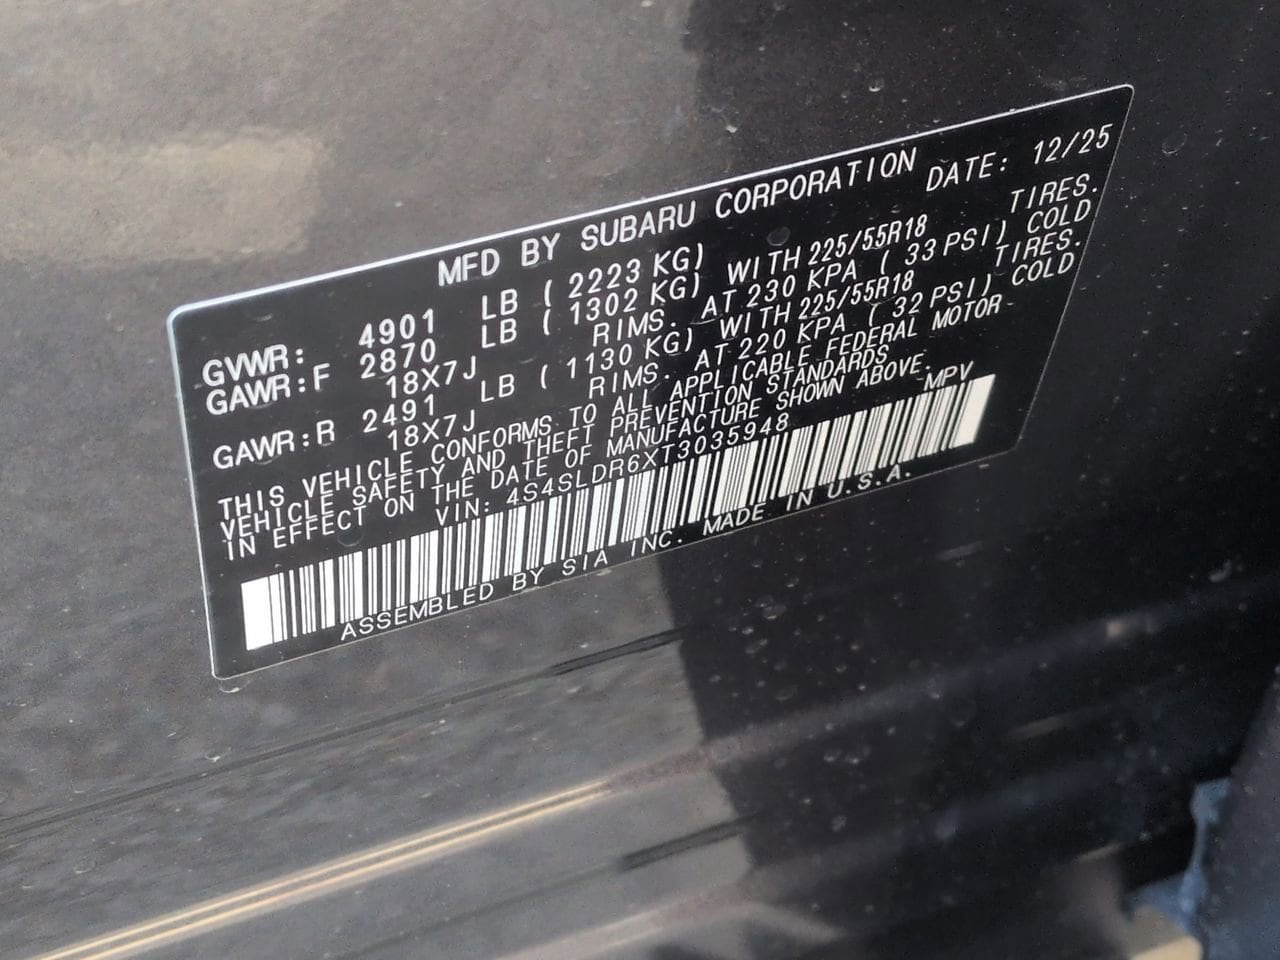 MFD BY SUBARU CORPORATION
DATE: 12/25
GVWR: 4901 LB ( 2223 KG)
GAWR:F 2870 LB ( 1302 KG) WITH 225/55R18 TIRES.
18X7J RIMS. AT 230 KPA ( 33 PSI) COLD
GAWR:R 2491 LB ( 1130 KG) WITH 225/55R18 TIRES.
18X7J RIMS. AT 220 KPA ( 32 PSI) COLD
THIS VEHICLE CONFORMS TO ALL APPLICABLE FEDERAL MOTOR-
VEHICLE SAFETY AND THEFT PREVENTION STANDARDS
IN EFFECT ON THE DATE OF MANUFACTURE SHOWN ABOVE.
VIN: 4S4SLDR6XT3035948 MPV
ASSEMBLED BY SIA INC. MADE IN U.S.A.